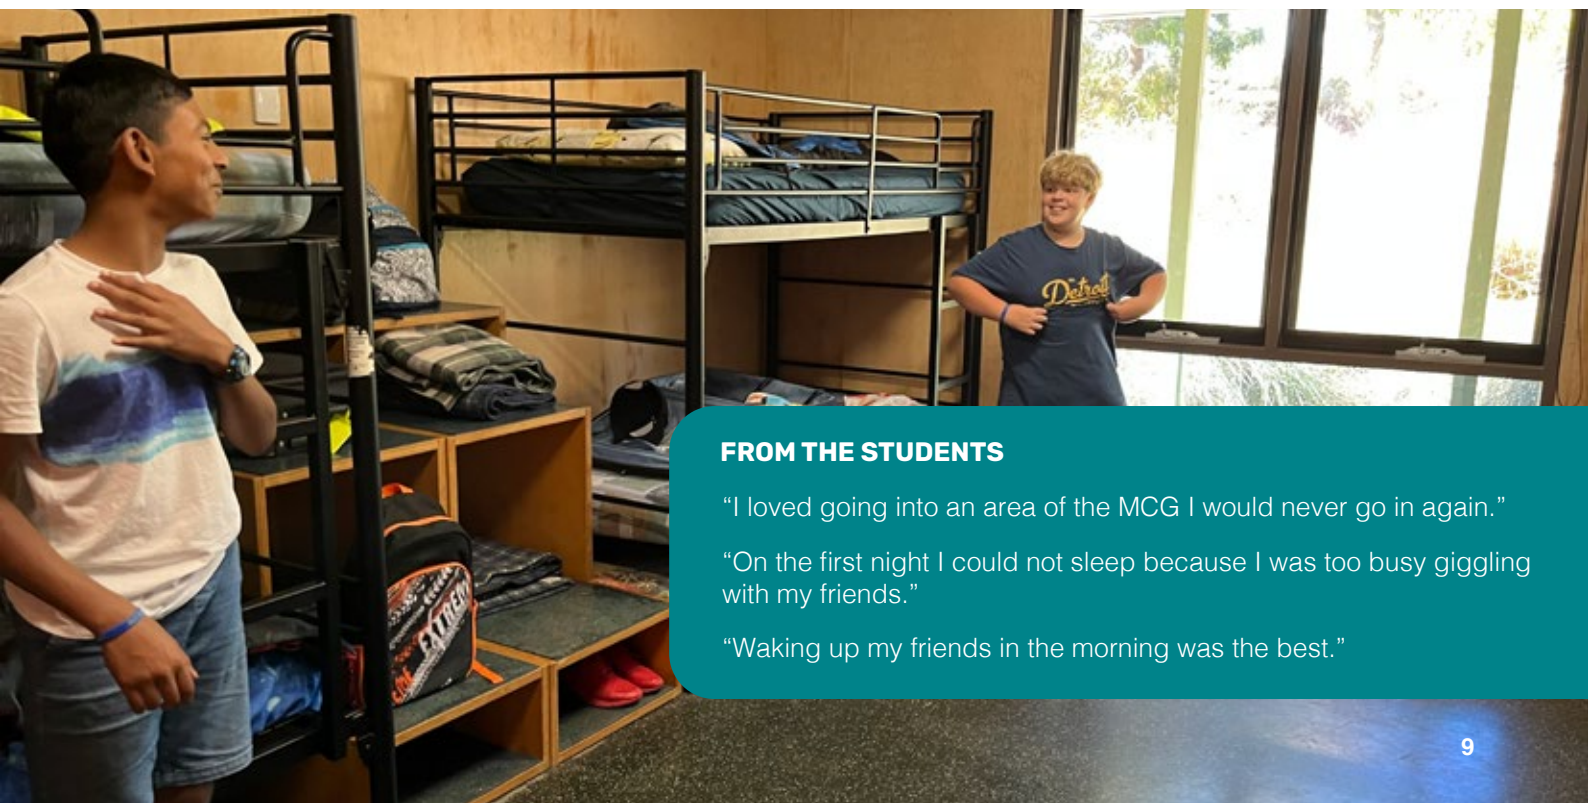 Detroit
EXTREME
FROM THE STUDENTS
“I loved going into an area of the MCG I would never go in again.”
“On the first night I could not sleep because I was too busy giggling
with my friends.”
“Waking up my friends in the morning was the best.”
9